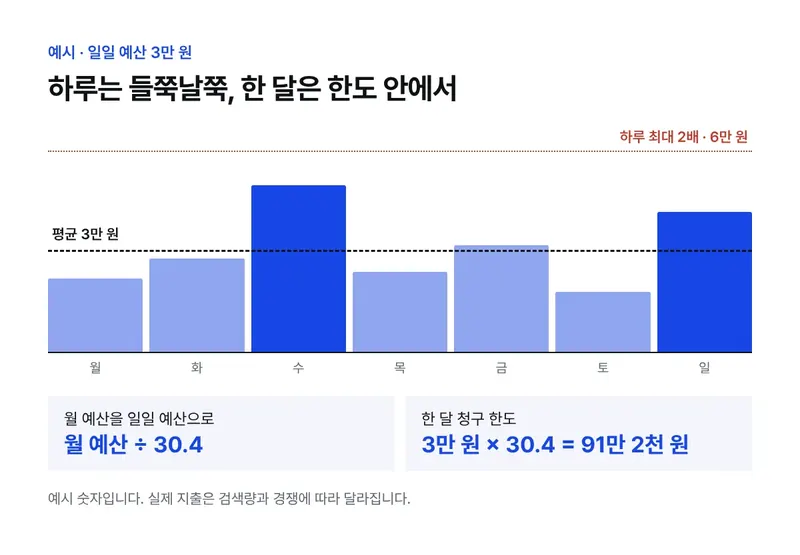 예시 · 일일 예산 3만 원
하루는 들쭉날쭉, 한 달은 한도 안에서
하루 최대 2배 · 6만 원
평균 3만 원
월 화 수 목 금 토 일
월 예산을 일일 예산으로
월 예산 ÷ 30.4
한 달 청구 한도
3만 원 × 30.4 = 91만 2천 원
예시 숫자입니다. 실제 지출은 검색량과 경쟁에 따라 달라집니다.